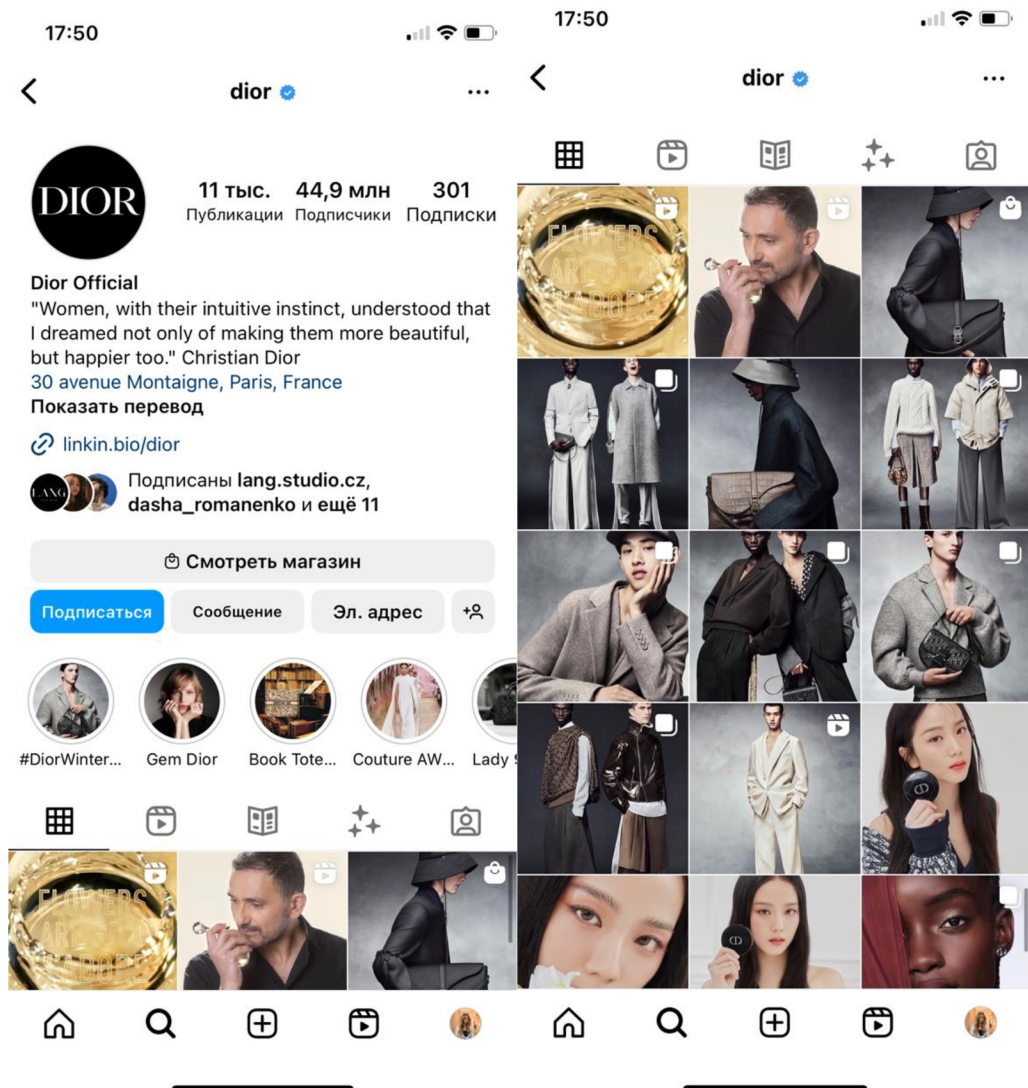 17:50
dior
DIOR
11 тыс. 44,9 млн 301
Публикации Подписчики Подписки
Dior Official
"Women, with their intuitive instinct, understood that
I dreamed not only of making them more beautiful,
but happier too." Christian Dior
30 avenue Montaigne, Paris, France
Показать перевод
linkin.bio/dior
LANG
Подписаны lang.studio.cz,
dasha_romanenko и ещё 11
Смотреть магазин
Подписаться Сообщение Эл. адрес
#DiorWinter... Gem Dior Book Tote... Couture AW... Lady
FLOWERS
17:50
dior
FLOWERS